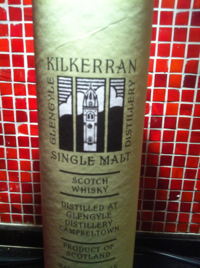 KILKERRAN
GLENGYLE
DISTILLERY
SINGLE MALT
SCOTCH
WHISKY
DISTILLED AT
GLENGYLE
DISTILLERY
CAMPBELTOWN
PRODUCT OF
SCOTLAND